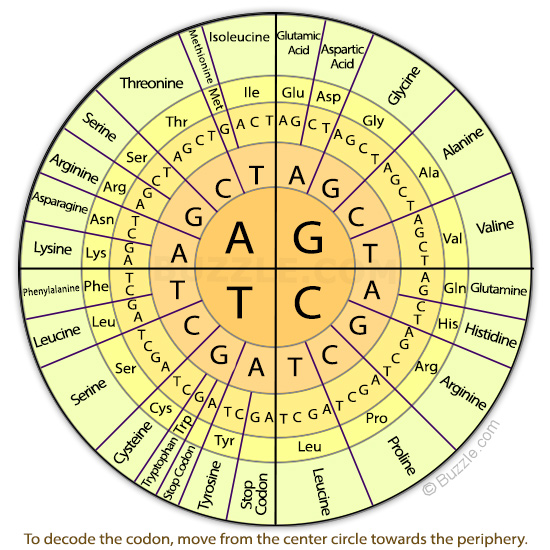 Glutamic
Acid
Aspartic
Acid
Glycine
Alanine
Valine
Glutamine
Histidine
Arginine
Proline
Leucine
Stop
Codon
Tyrosine
Stop Codon
Tryptophan
Cysteine
Serine
Leucine
Phenylalanine
Lysine
Asparagine
Arginine
Serine
Threonine
Methionine
Isoleucine
Glu
Asp
Gly
Ala
Val
Gln
His
Arg
Pro
Leu
Tyr
Trp
Cys
Ser
Leu
Phe
Lys
Asn
Arg
Ser
Thr
Met
Ile
A G C T A G C T A G C T A G C T
A G C T A G C T A G C T A G C T
A G C T A G C T A G C T A G C T
A G C T A G C T A G C T G A C T
A G C T
A G C T
A G C T
A G C T
A G
T C
BUZZLE.COM
© Buzzle.com
To decode the codon, move from the center circle towards the periphery.